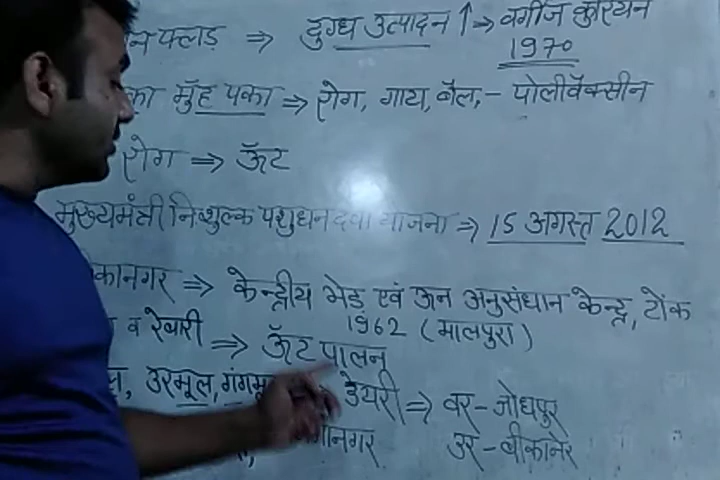 फ्लड़ ⇒ दुग्ध उत्पादन ↑ ⇒ वर्गीज कुरियन
1970
का मुँह पका ⇒ रोग, गाय, बैल, - पोलीवैक्सीन
रोग ⇒ ऊँट
मुख्यमंत्री निशुल्क पशुधन दवा योजना ⇒ 15 अगस्त 2012
कानगर ⇒ केन्द्रीय भेड़ एवं ऊन अनुसंधान केन्द्र, टोंक
1962 (मालपुरा)
व रेबारी ⇒ ऊँट पालन
उरमूल, डेयरी ⇒ वर - जोधपुर
गंगानगर उर - बीकानेर